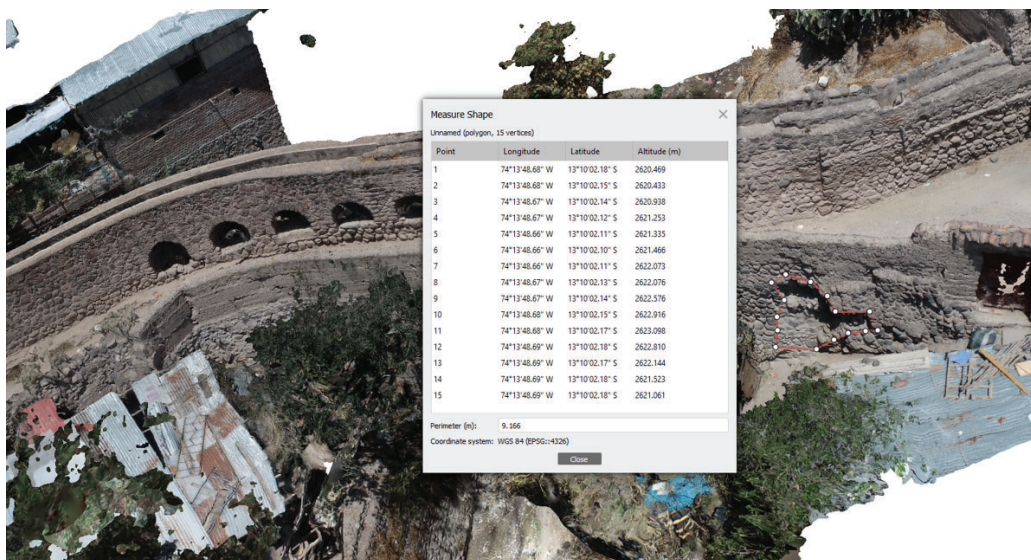 Measure Shape
Unnamed (polygon, 15 vertices)
Point Longitude Latitude Altitude (m)
1 74°13'48.68" W 13°10'02.18" S 2620.469
2 74°13'48.68" W 13°10'02.15" S 2620.433
3 74°13'48.67" W 13°10'02.14" S 2620.938
4 74°13'48.67" W 13°10'02.12" S 2621.253
5 74°13'48.66" W 13°10'02.11" S 2621.335
6 74°13'48.66" W 13°10'02.10" S 2621.466
7 74°13'48.66" W 13°10'02.11" S 2622.073
8 74°13'48.67" W 13°10'02.13" S 2622.076
9 74°13'48.67" W 13°10'02.14" S 2622.576
10 74°13'48.68" W 13°10'02.15" S 2622.916
11 74°13'48.68" W 13°10'02.17" S 2623.098
12 74°13'48.69" W 13°10'02.18" S 2622.810
13 74°13'48.69" W 13°10'02.17" S 2622.144
14 74°13'48.69" W 13°10'02.18" S 2621.523
15 74°13'48.69" W 13°10'02.18" S 2621.061
Perimeter (m): 9.166
Coordinate system: WGS 84 (EPSG::4326)
Close